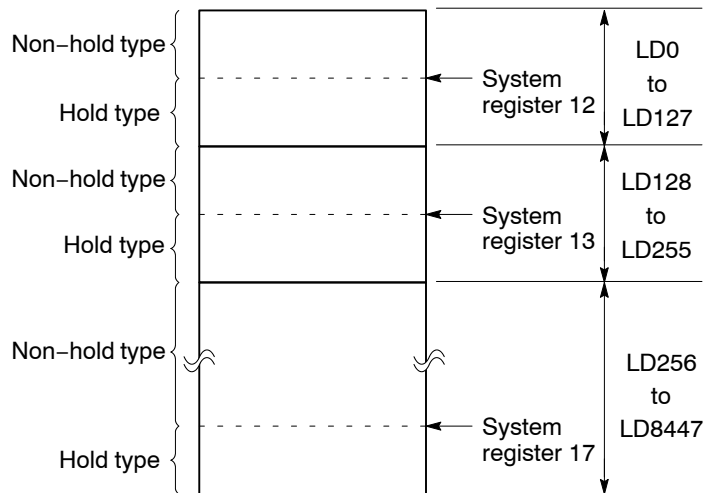 Non−hold type
Hold type
System
register 12
LD0
to
LD127
Non−hold type
Hold type
System
register 13
LD128
to
LD255
Non−hold type
Hold type
System
register 17
LD256
to
LD8447